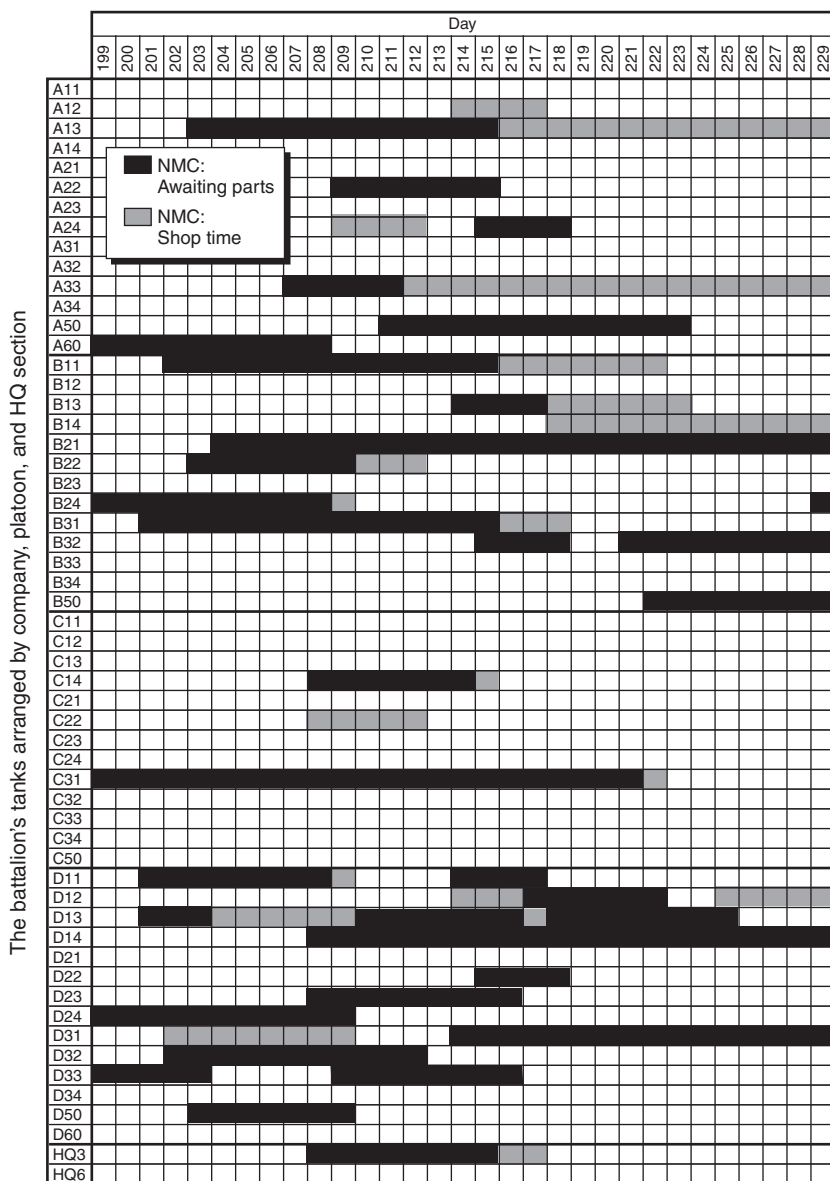 Day
199 200 201 202 203 204 205 206 207 208 209 210 211 212 213 214 215 216 217 218 219 220 221 222 223 224 225 226 227 228 229
The battalion's tanks arranged by company, platoon, and HQ section
A11
A12
A13
A14
A21
A22
A23
A24
A31
A32
A33
A34
A50
A60
B11
B12
B13
B14
B21
B22
B23
B24
B31
B32
B33
B34
B50
C11
C12
C13
C14
C21
C22
C23
C24
C31
C32
C33
C34
C50
D11
D12
D13
D14
D21
D22
D23
D24
D31
D32
D33
D34
D50
D60
HQ3
HQ6
NMC:
Awaiting parts
NMC:
Shop time